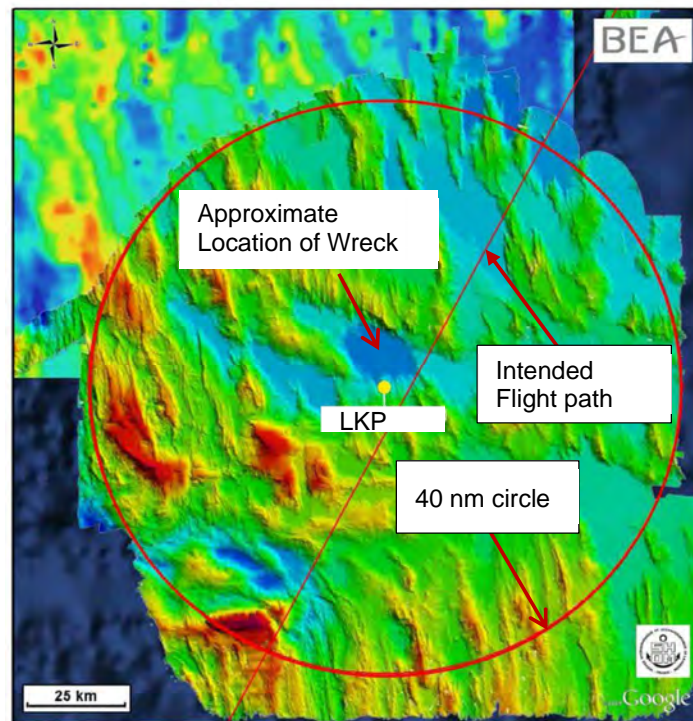 BEA
Approximate
Location of Wreck
Intended
Flight path
LKP
40 nm circle
25 km
Google